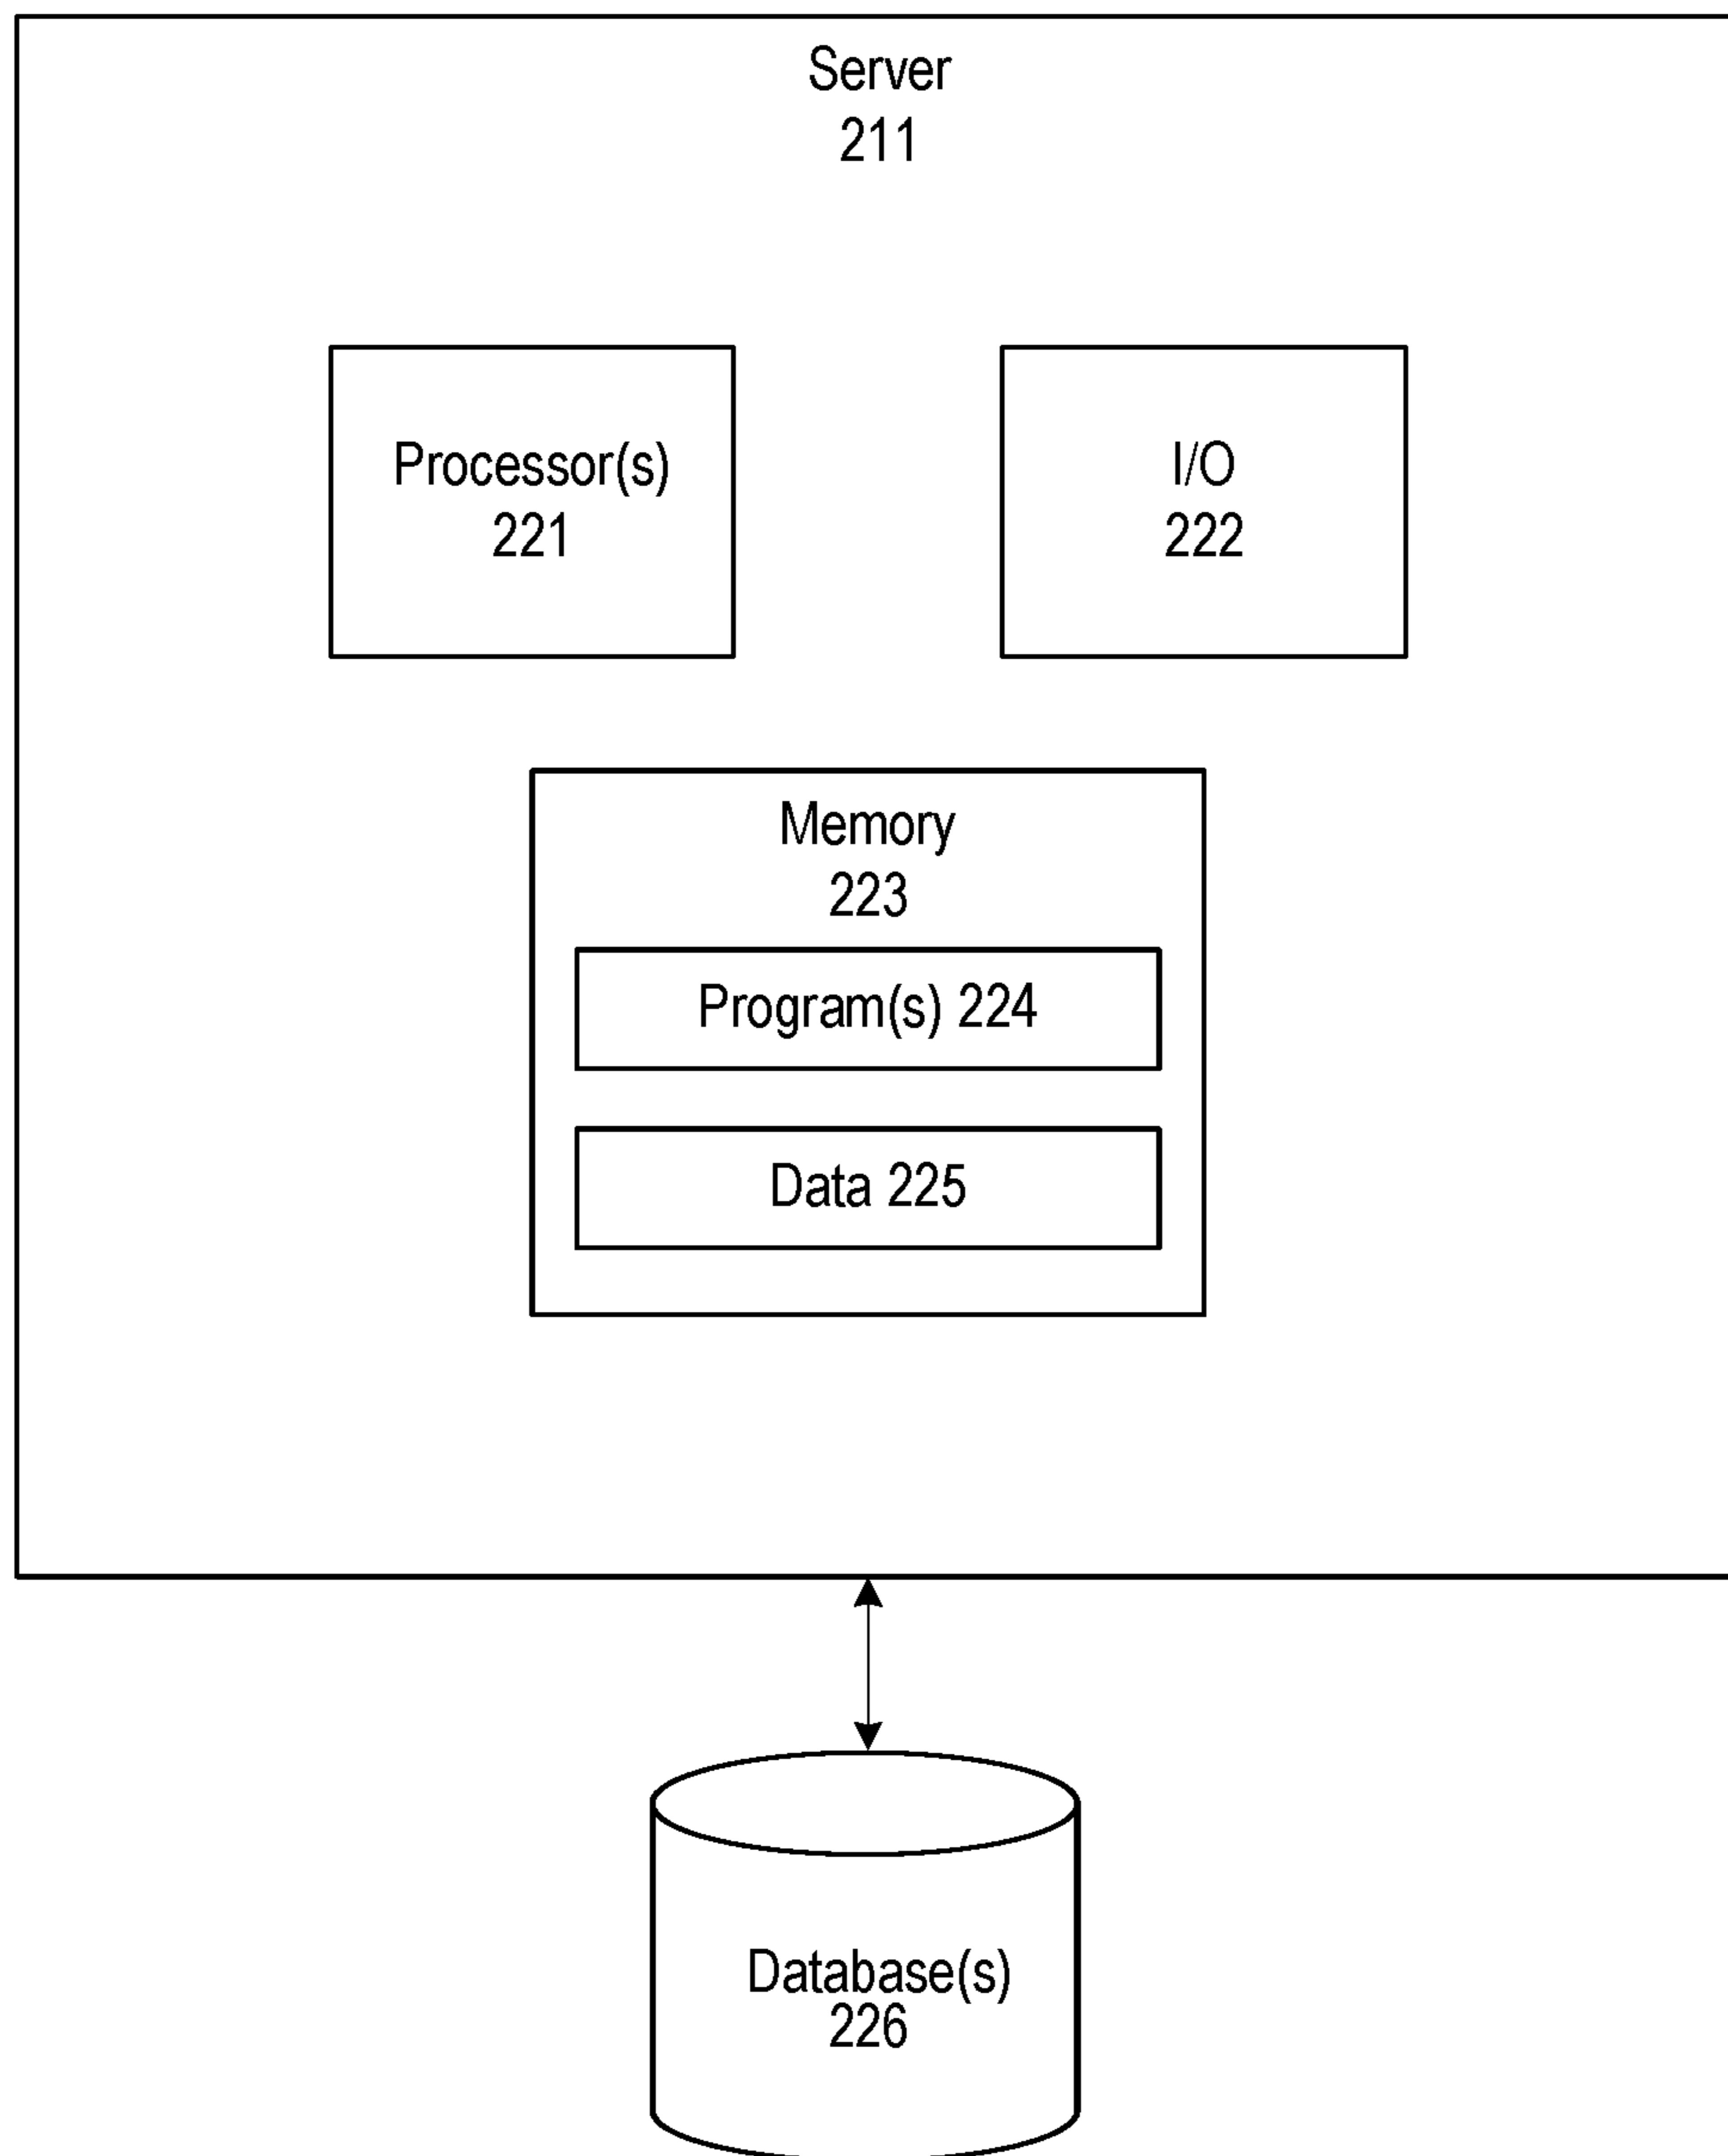 Server
211
Processor(s)
221
I/O
222
Memory
223
Program(s) 224
Data 225
Database(s)
226